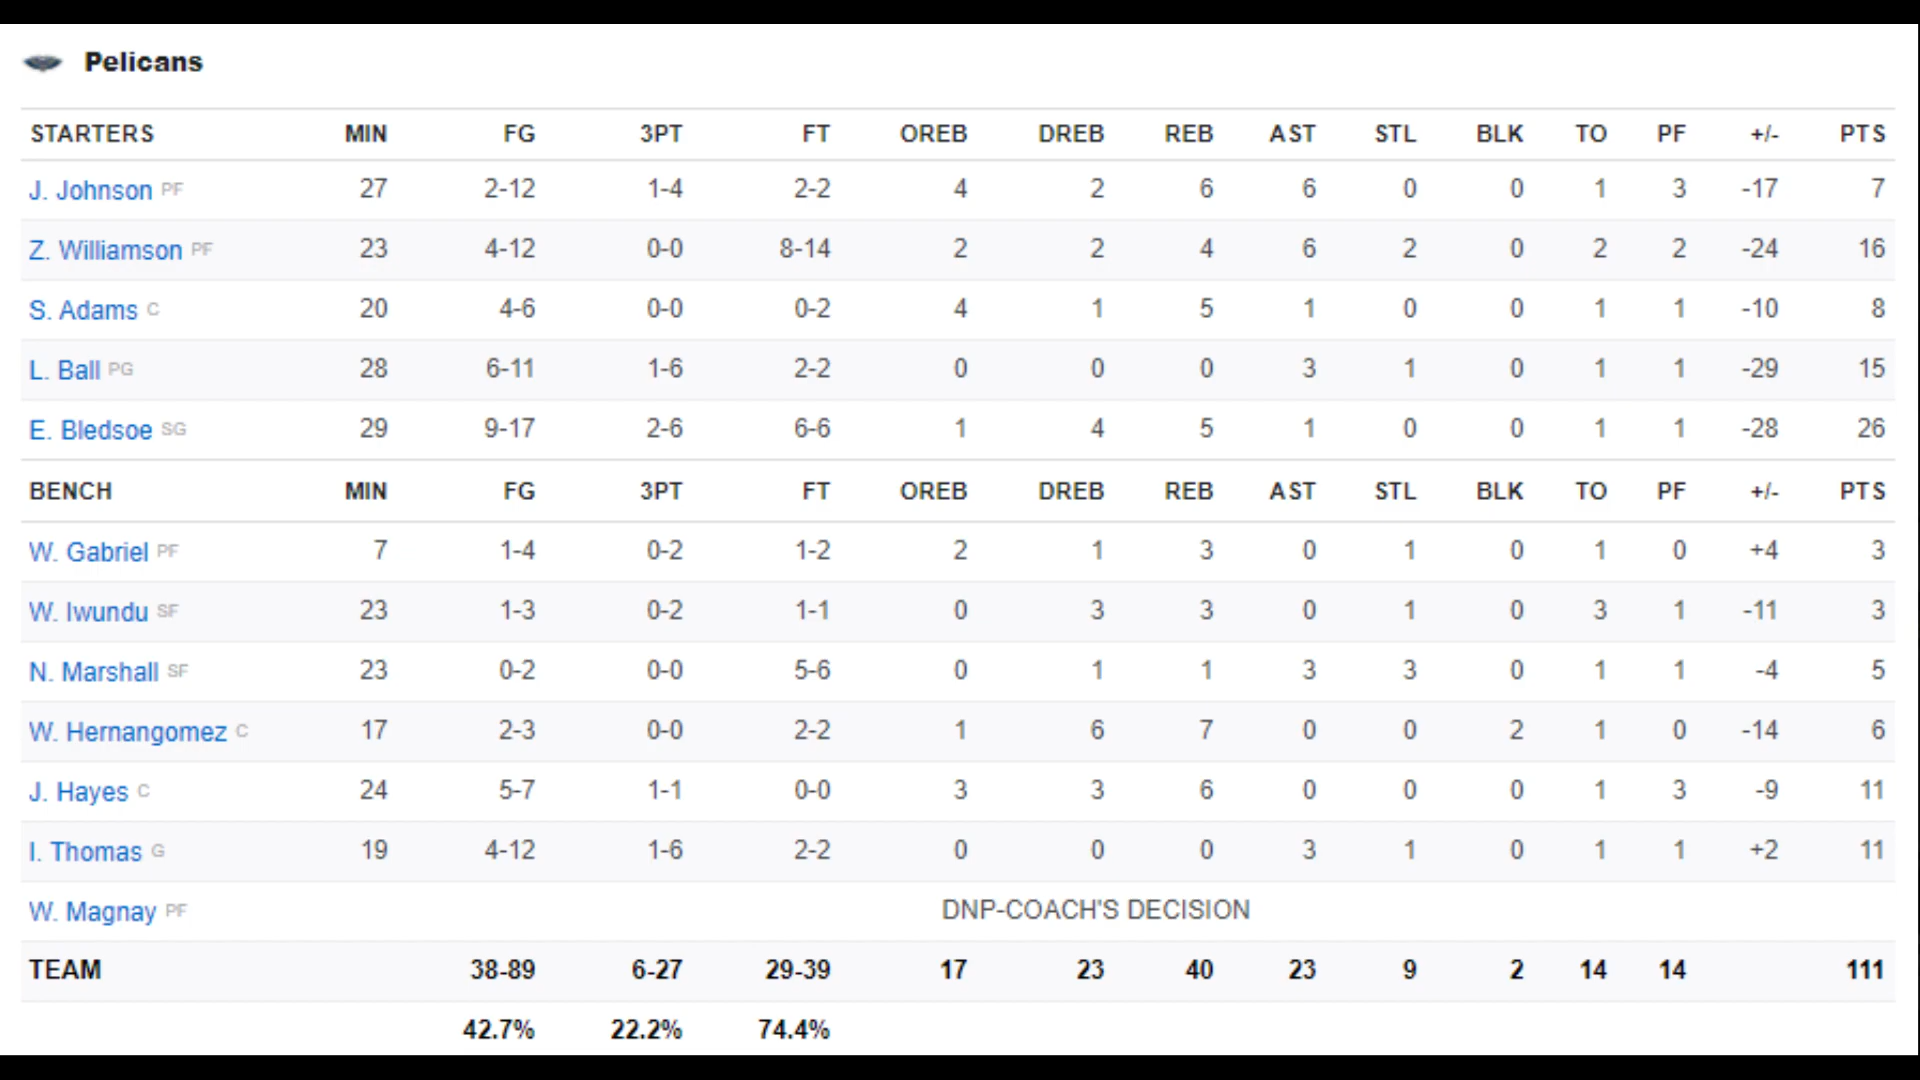 Pelicans
STARTERS MIN FG 3PT FT OREB DREB REB AST STL BLK TO PF +/- PTS
J. Johnson PF 27 2-12 1-4 2-2 4 2 6 6 0 0 1 3 -17 7
Z. Williamson PF 23 4-12 0-0 8-14 2 2 4 6 2 0 2 2 -24 16
S. Adams C 20 4-6 0-0 0-2 4 1 5 1 0 0 1 1 -10 8
L. Ball PG 28 6-11 1-6 2-2 0 0 0 3 1 0 1 1 -29 15
E. Bledsoe SG 29 9-17 2-6 6-6 1 4 5 1 0 0 1 1 -28 26
BENCH MIN FG 3PT FT OREB DREB REB AST STL BLK TO PF +/- PTS
W. Gabriel PF 7 1-4 0-2 1-2 2 1 3 0 1 0 1 0 +4 3
W. Iwundu SF 23 1-3 0-2 1-1 0 3 3 0 1 0 3 1 -11 3
N. Marshall SF 23 0-2 0-0 5-6 0 1 1 3 3 0 1 1 -4 5
W. Hernangomez C 17 2-3 0-0 2-2 1 6 7 0 0 2 1 0 -14 6
J. Hayes C 24 5-7 1-1 0-0 3 3 6 0 0 0 1 3 -9 11
I. Thomas G 19 4-12 1-6 2-2 0 0 0 3 1 0 1 1 +2 11
W. Magnay PF DNP-COACH'S DECISION
TEAM 38-89 6-27 29-39 17 23 40 23 9 2 14 14 111
42.7% 22.2% 74.4%